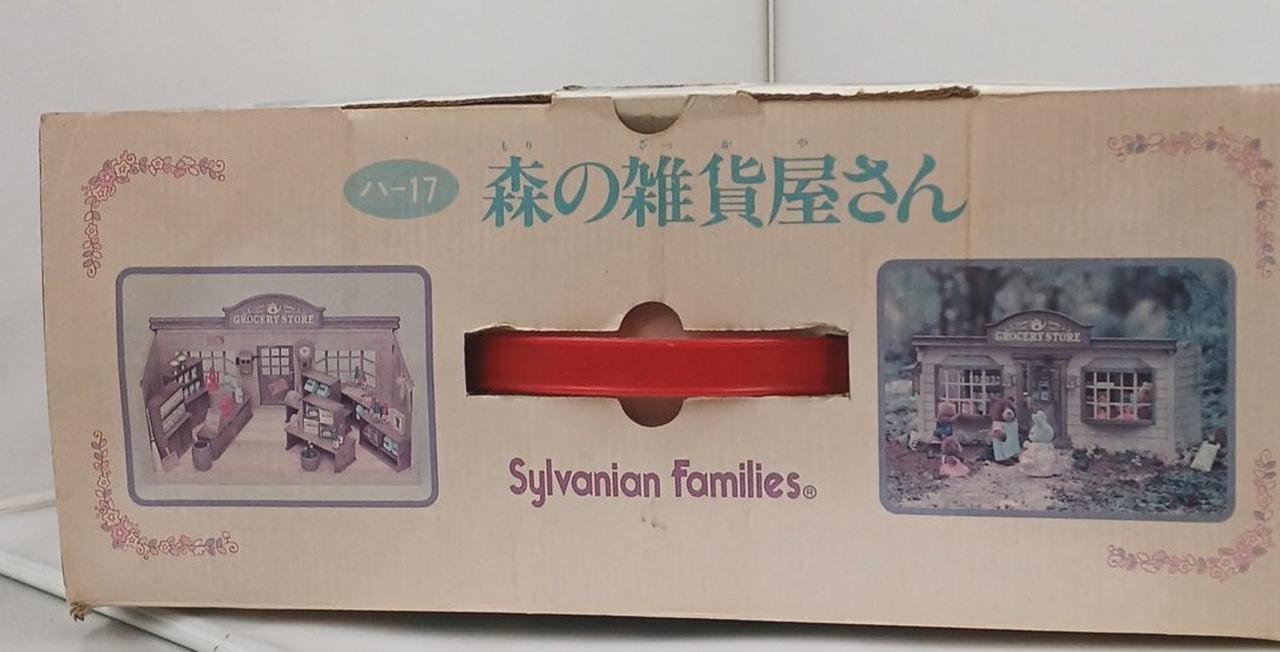 もり ざっ か や
ハ-17 森の雑貨屋さん
GROCERY STORE
GROCERY STORE
Sylvanian Families®